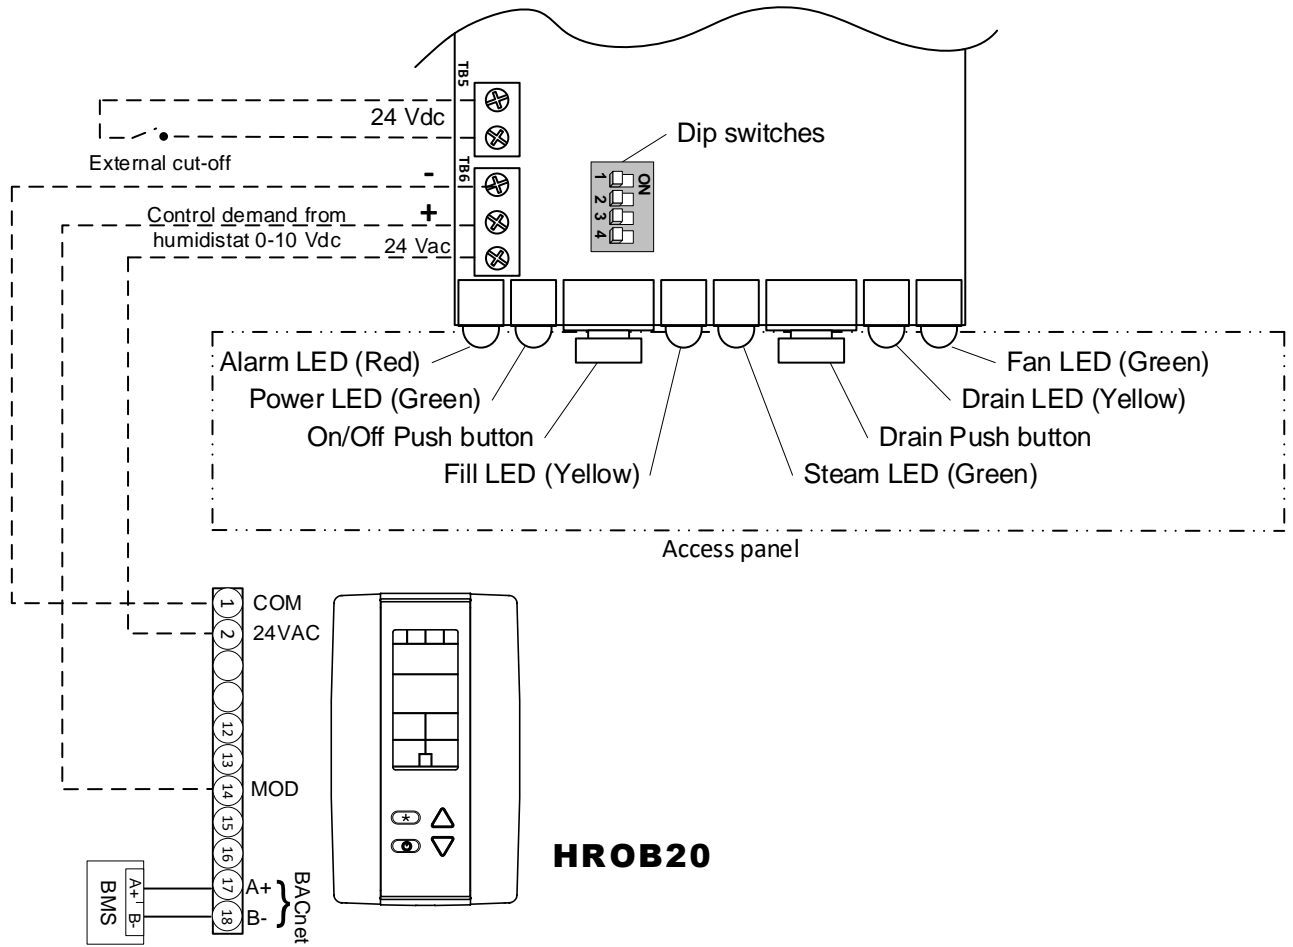 TB5
24 Vdc
External cut-off
TB6
-
+
Control demand from
humidistat 0-10 Vdc
24 Vac
Dip switches
ON
1
2
3
4
Alarm LED (Red)
Power LED (Green)
On/Off Push button
Fill LED (Yellow)
Fan LED (Green)
Drain LED (Yellow)
Drain Push button
Steam LED (Green)
Access panel
1 COM
2 24VAC
12
13
14 MOD
15
16
17 A+
18 B-
BACnet
BMS
A+
B-
*
HROB20